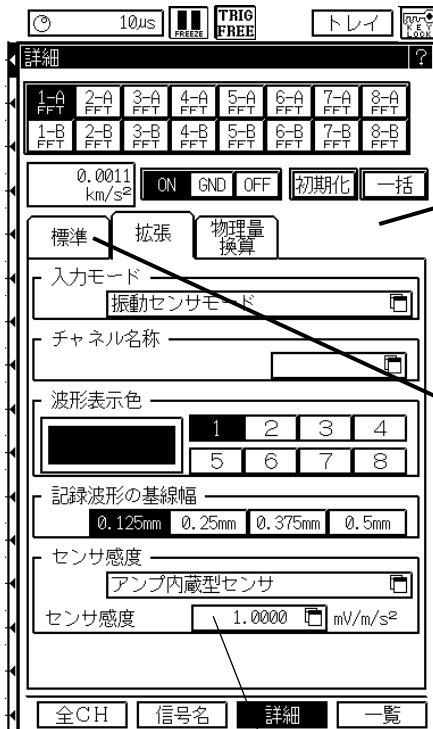 10μs FREEZE TRIG FREE トレイ KEY LOCK
詳細 ?
1-A FFT 2-A FFT 3-A FFT 4-A FFT 5-A FFT 6-A FFT 7-A FFT 8-A FFT
1-B FFT 2-B FFT 3-B FFT 4-B FFT 5-B FFT 6-B FFT 7-B FFT 8-B FFT
0.0011 km/s² ON GND OFF 初期化 一括
標準 拡張 物理量換算
入力モード
振動センサモード
チャネル名称
波形表示色
1 2 3 4
5 6 7 8
記録波形の基線幅
0.125mm 0.25mm 0.375mm 0.5mm
センサ感度
アンプ内蔵型センサ
センサ感度 1.0000 mV/m/s²
全CH 信号名 詳細 一覧